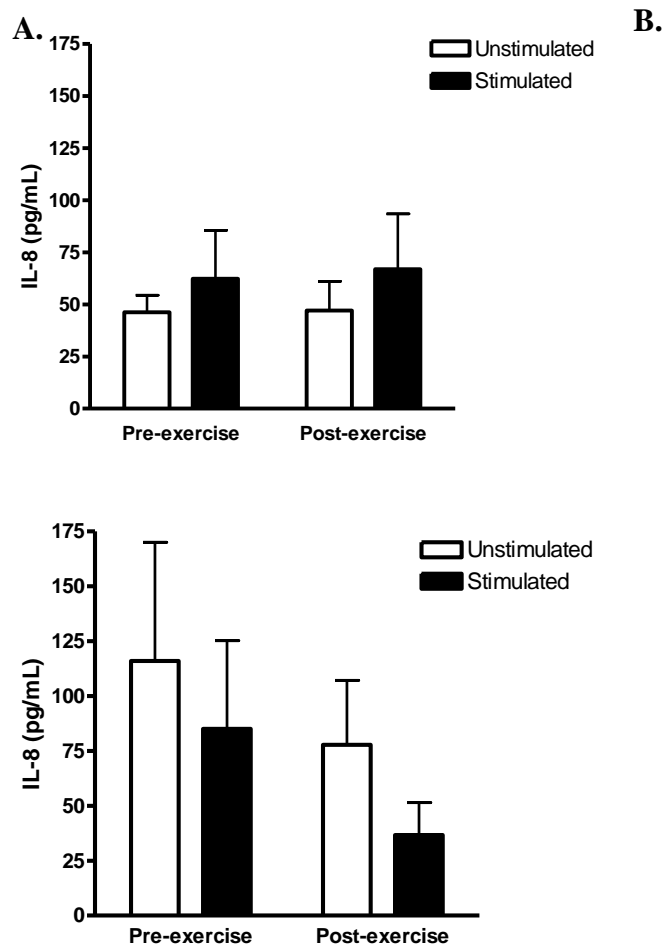 A.
B.
175
150
125
100
75
50
25
0
IL-8 (pg/mL)
Unstimulated
Stimulated
Pre-exercise
Post-exercise
175
150
125
100
75
50
25
0
IL-8 (pg/mL)
Unstimulated
Stimulated
Pre-exercise
Post-exercise